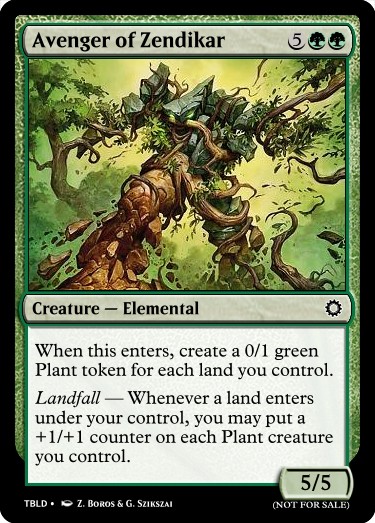 Avenger of Zendikar 5
Creature — Elemental
When this enters, create a 0/1 green
Plant token for each land you control.
Landfall — Whenever a land enters
under your control, you may put a
+1/+1 counter on each Plant creature
you control.
5/5
TBLD • Z. Boros & G. Szikszai
(NOT FOR SALE)